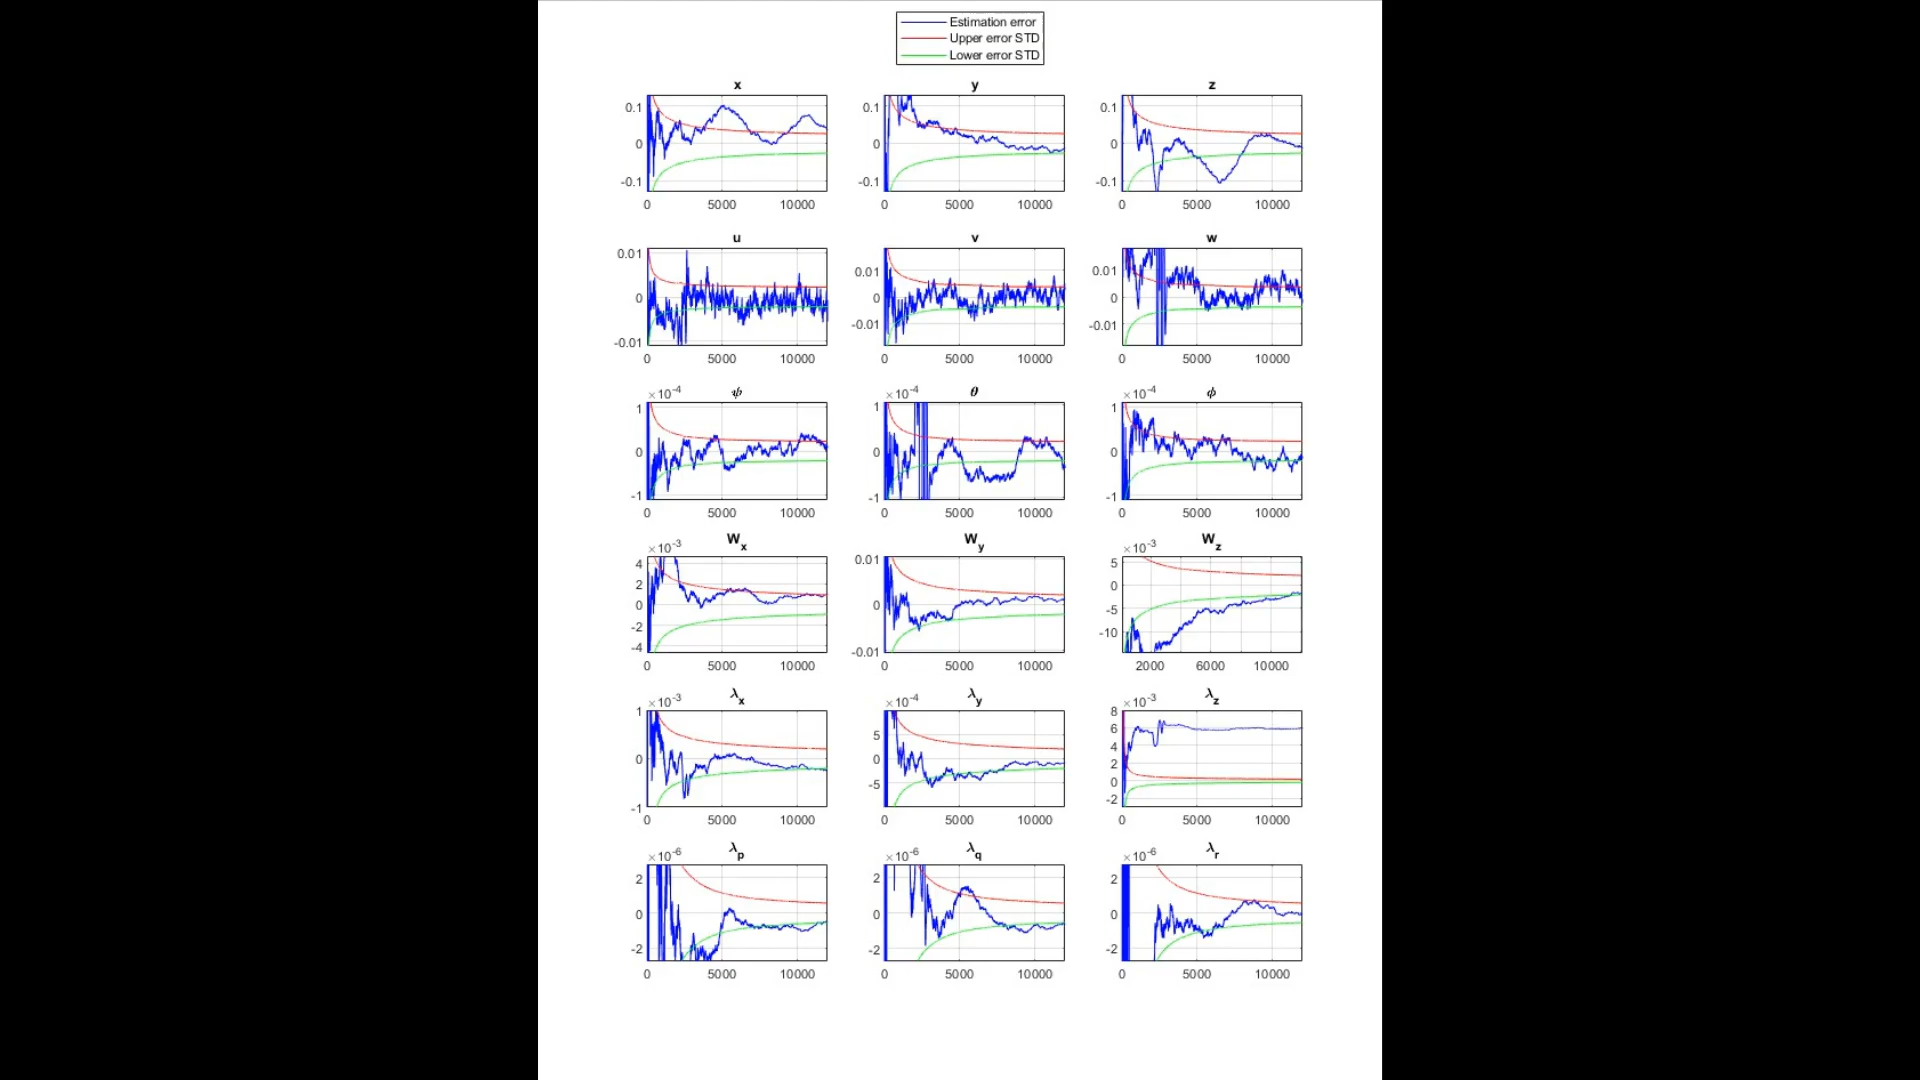 Estimation error
Upper error STD
Lower error STD
x
y
z
0.1
0
-0.1
0 5000 10000
0.1
0
-0.1
0 5000 10000
0.1
0
-0.1
0 5000 10000
u
v
w
0.01
0
-0.01
0 5000 10000
0.01
0
-0.01
0 5000 10000
0.01
0
-0.01
0 5000 10000
ψ
θ
ϕ
×10-4
1
0
-1
0 5000 10000
×10-4
1
0
-1
0 5000 10000
×10-4
1
0
-1
0 5000 10000
Wx
Wy
Wz
×10-3
4
2
0
-2
-4
0 5000 10000
0.01
0
-0.01
0 5000 10000
×10-3
5
0
-5
-10
2000 6000 10000
λx
λy
λz
×10-3
1
0
-1
0 5000 10000
×10-4
5
0
-5
0 5000 10000
×10-3
8
6
4
2
0
-2
0 5000 10000
λp
λq
λr
×10-6
2
0
-2
0 5000 10000
×10-6
2
0
-2
0 5000 10000
×10-6
2
0
-2
0 5000 10000